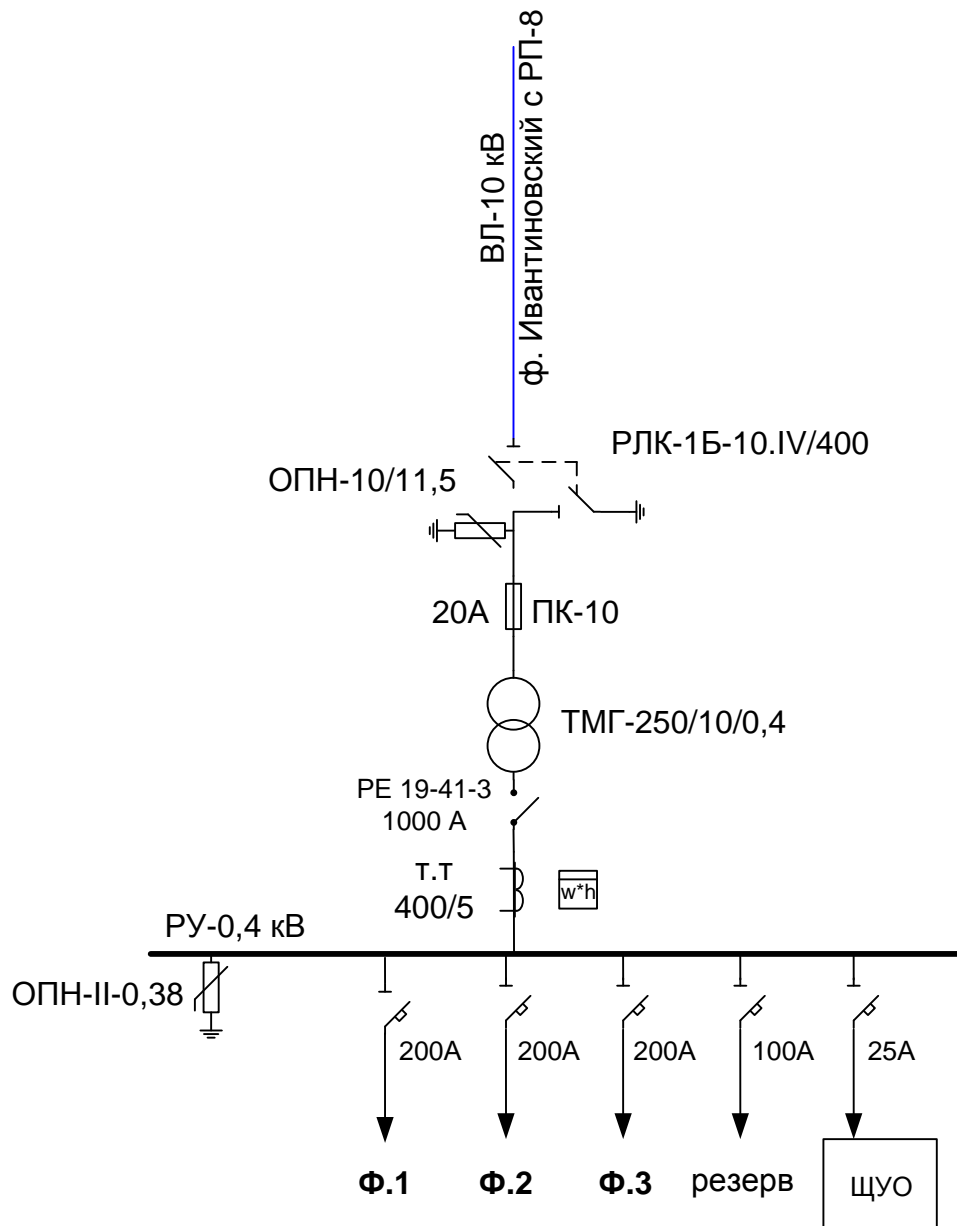 ВЛ-10 кВ
ф. Ивантиновский с РП-8
РЛК-1Б-10.IV/400
ОПН-10/11,5
20А
ПК-10
ТМГ-250/10/0,4
РЕ 19-41-3
1000 А
т.т
400/5
w*h
РУ-0,4 кВ
ОПН-II-0,38
200А
200А
200А
100А
25А
Ф.1
Ф.2
Ф.3
резерв
ЩУО